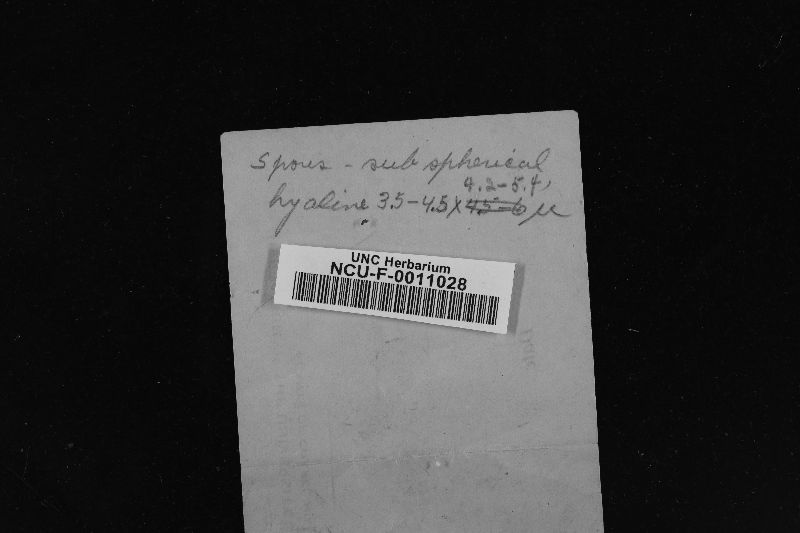 Spores - sub spherical
4.2-5.4,
hyaline 3.5-4.5 x 4.5-6 µ
UNC Herbarium
NCU-F-0011028